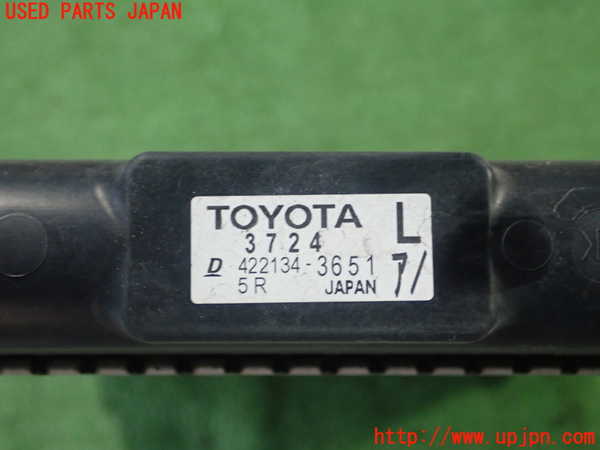 USED PARTS JAPAN
TOYOTA L
3724
D 422134-3651 7/
5R JAPAN
http://www.upjpn.com/